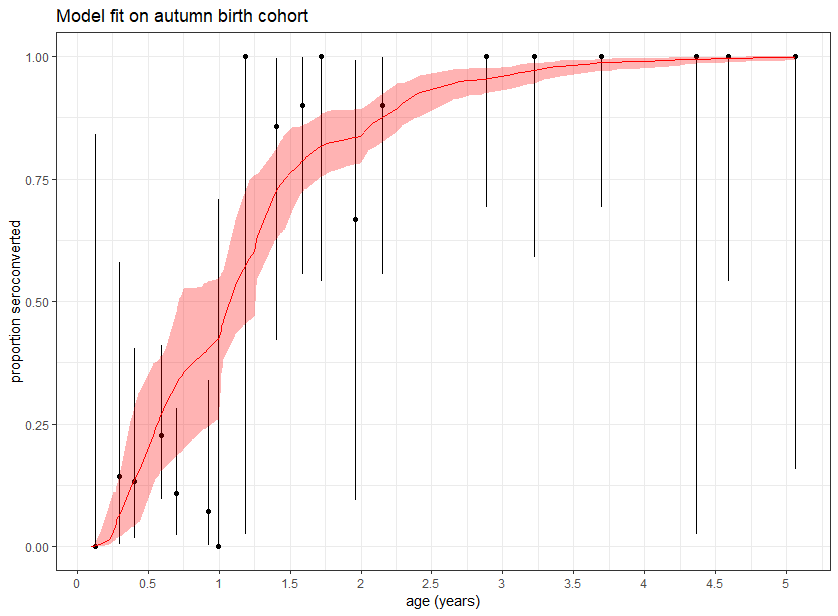 Model fit on autumn birth cohort
1.00
0.75
0.50
0.25
0.00
proportion seroconverted
0 0.5 1 1.5 2 2.5 3 3.5 4 4.5 5
age (years)